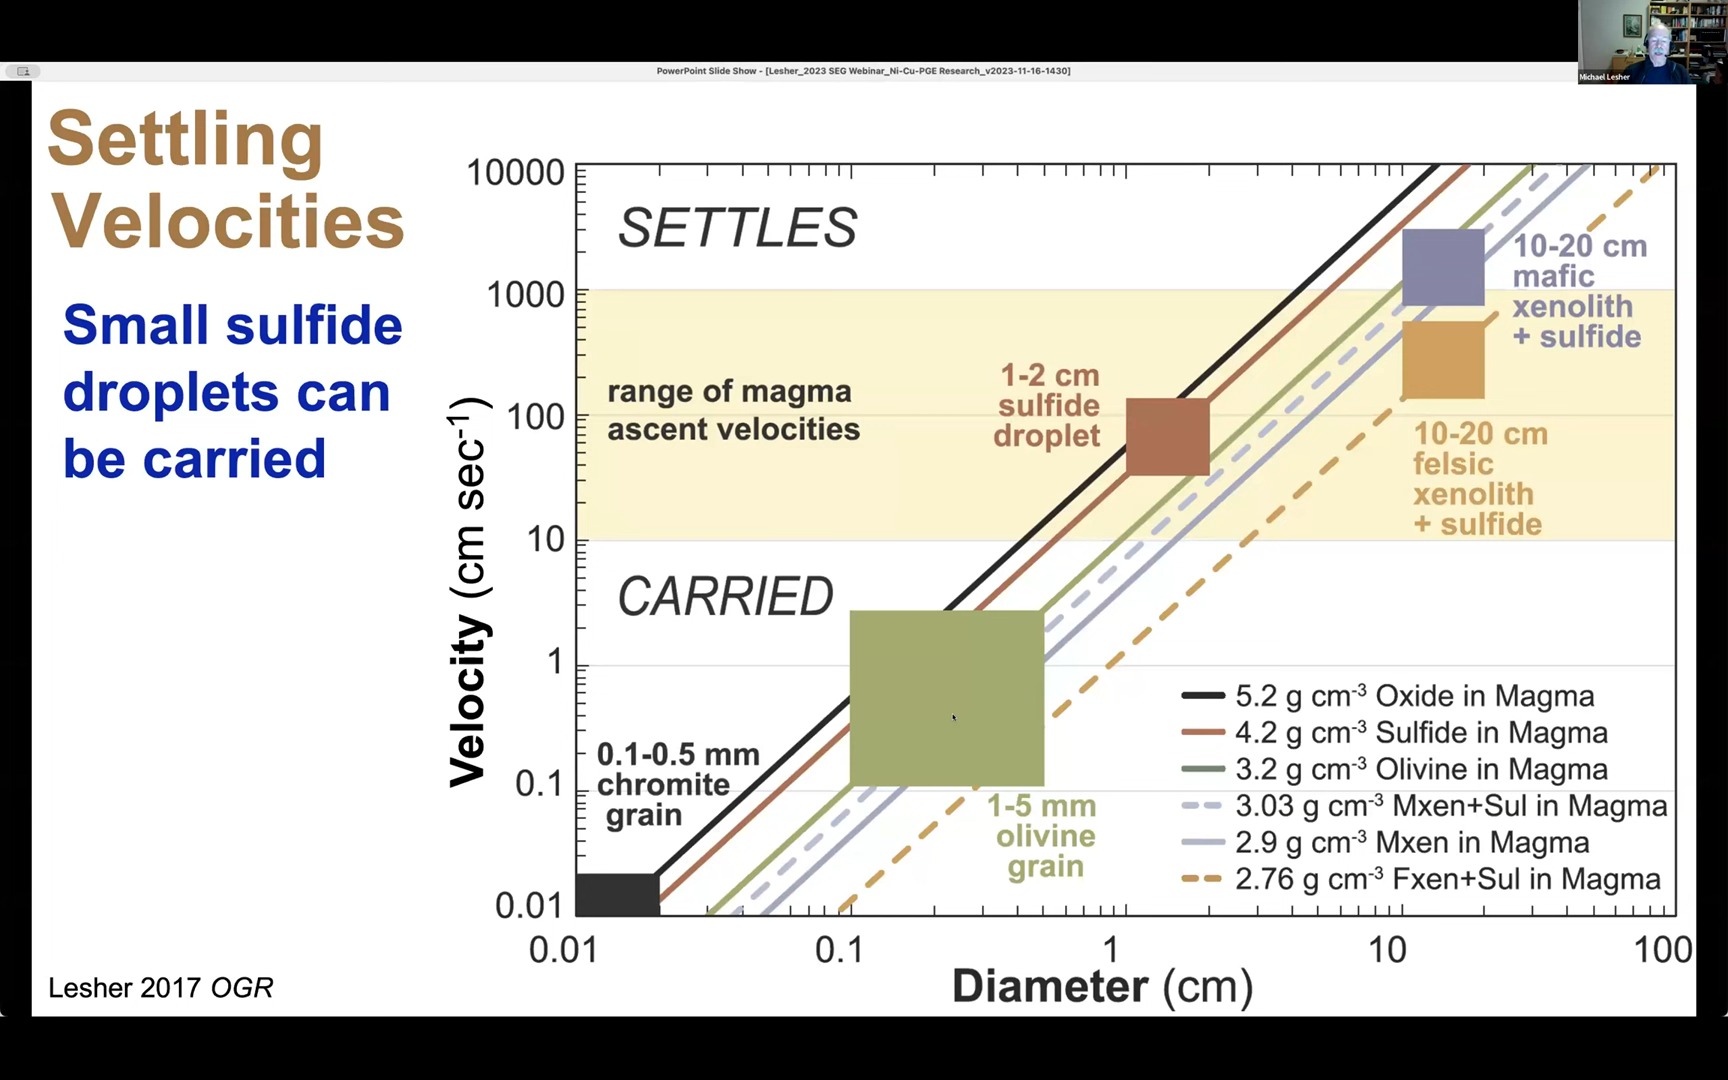 PowerPoint Slide Show - [Lesher_2023 SEG Webinar_Ni-Cu-PGE Research_v2023-11-16-1430]
Michael Lesher
Settling
Velocities
Small sulfide
droplets can
be carried
Velocity (cm sec-1)
10000
1000
100
10
1
0.1
0.01
SETTLES
range of magma
ascent velocities
CARRIED
1-2 cm
sulfide
droplet
10-20 cm
mafic
xenolith
+ sulfide
10-20 cm
felsic
xenolith
+ sulfide
0.1-0.5 mm
chromite
grain
1-5 mm
olivine
grain
5.2 g cm-3 Oxide in Magma
4.2 g cm-3 Sulfide in Magma
3.2 g cm-3 Olivine in Magma
3.03 g cm-3 Mxen+Sul in Magma
2.9 g cm-3 Mxen in Magma
2.76 g cm-3 Fxen+Sul in Magma
0.01
0.1
1
10
100
Diameter (cm)
Lesher 2017 OGR